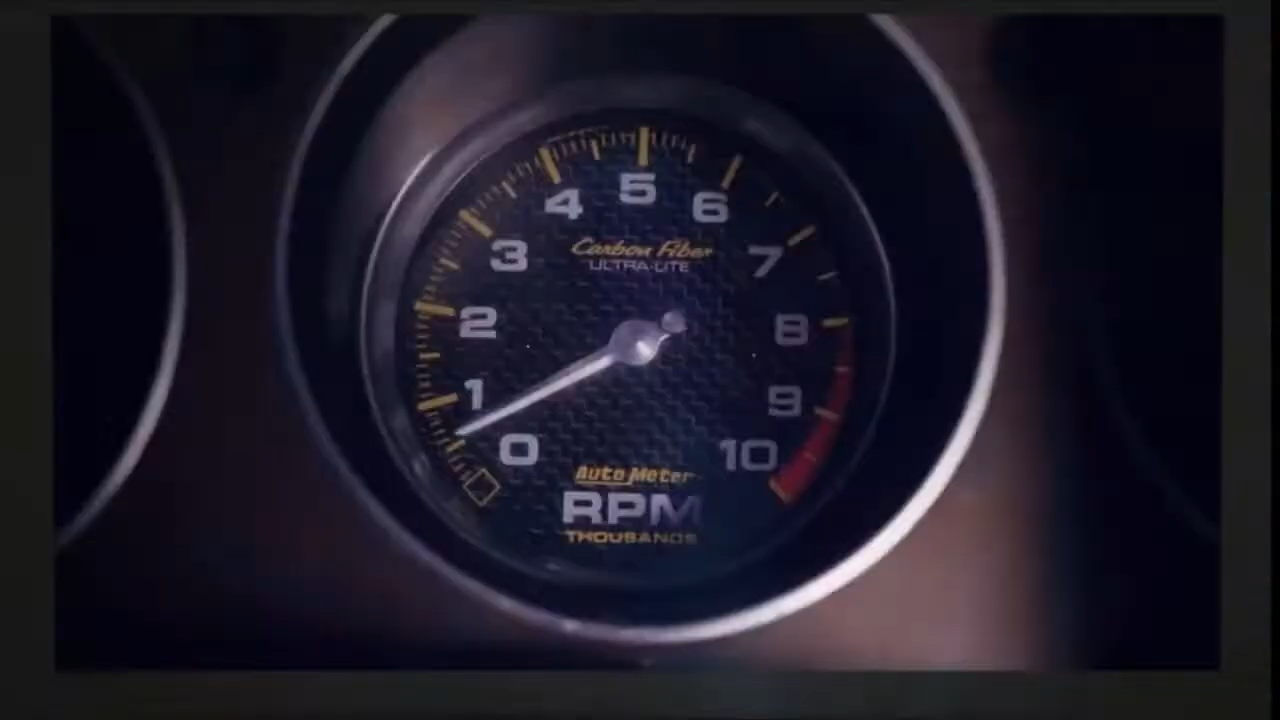 5
4
6
3
Carbon Fiber
ULTRA-LITE
7
2
8
1
9
0
10
Auto Meter
RPM
THOUSANDS